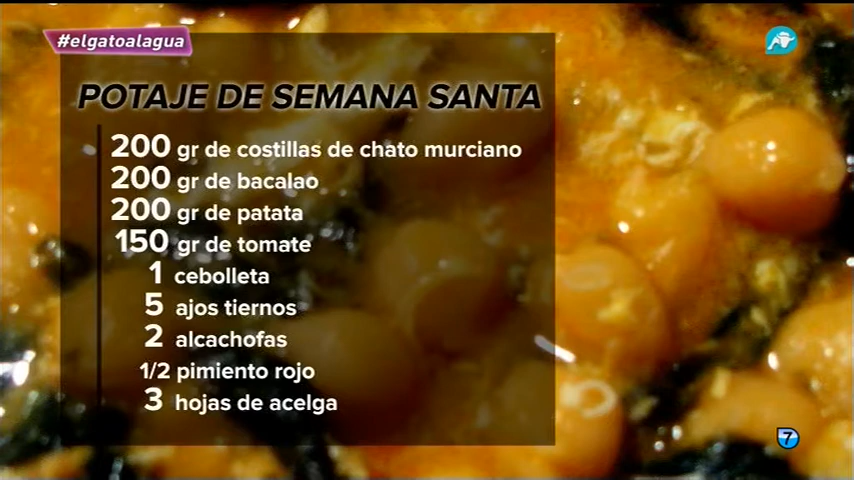 #elgatoalagua
POTAJE DE SEMANA SANTA
200 gr de costillas de chato murciano
200 gr de bacalao
200 gr de patata
150 gr de tomate
1 cebolleta
5 ajos tiernos
2 alcachofas
1/2 pimiento rojo
3 hojas de acelga
7